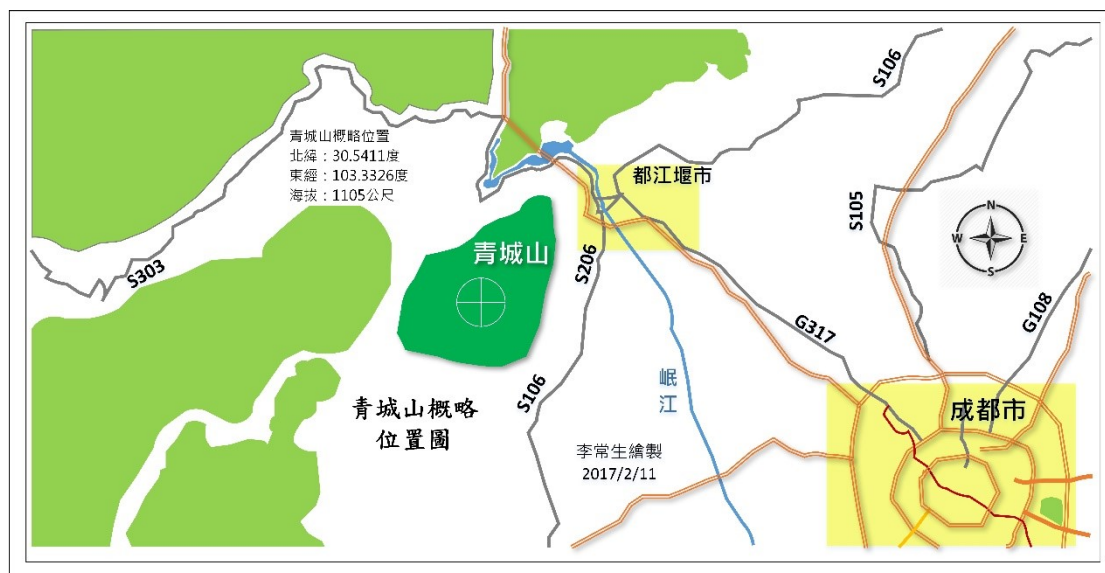 S106
青城山概略位置
北緯：30.5411度
東經：103.3326度
海拔：1105公尺
都江堰市
S105
N
W
E
S
青城山
S206
S303
G317
G108
岷江
S106
青城山概略
位置圖
成都市
李常生繪製
2017/2/11